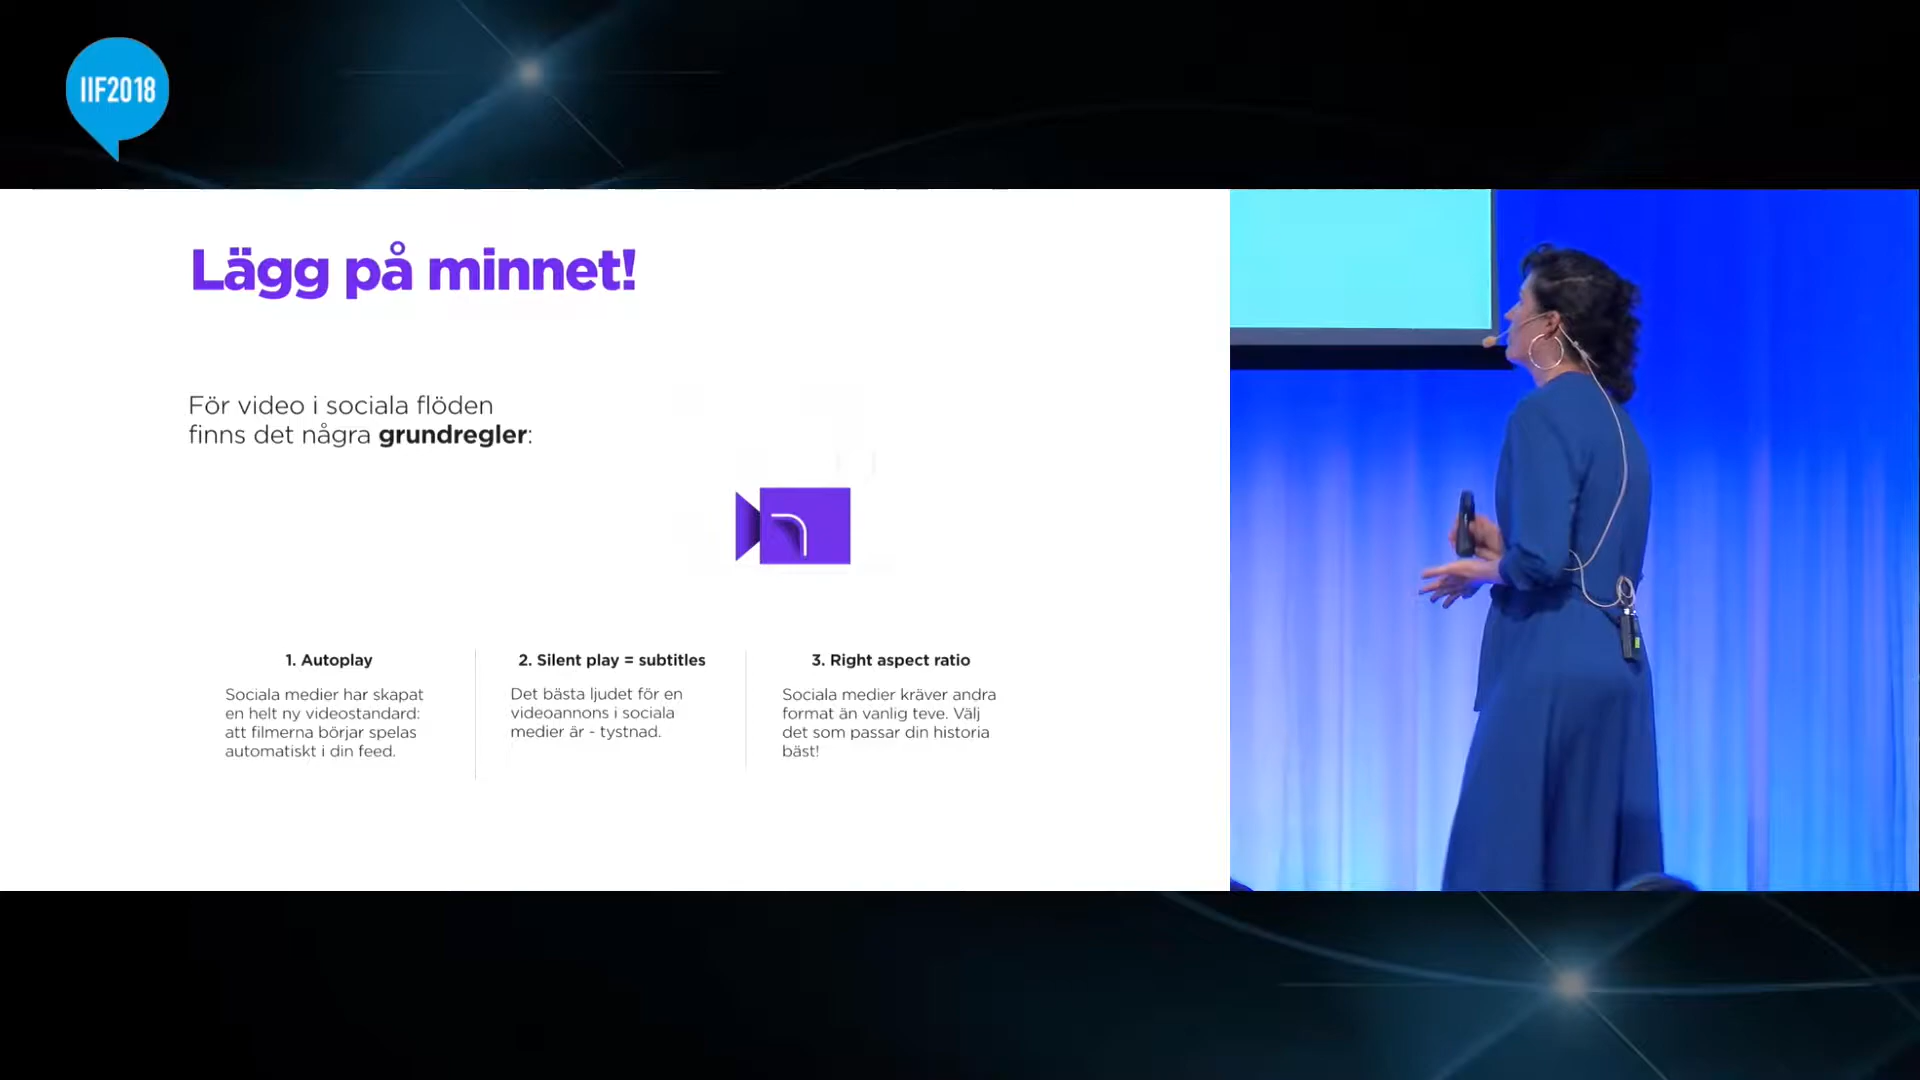 IIF2018
Lägg på minnet!
För video i sociala flöden
finns det några grundregler:
1. Autoplay
Sociala medier har skapat
en helt ny videostandard:
att filmerna börjar spelas
automatiskt i din feed.
2. Silent play = subtitles
Det bästa ljudet för en
videoannons i sociala
medier är - tystnad.
3. Right aspect ratio
Sociala medier kräver andra
format än vanlig teve. Välj
det som passar din historia
bäst!